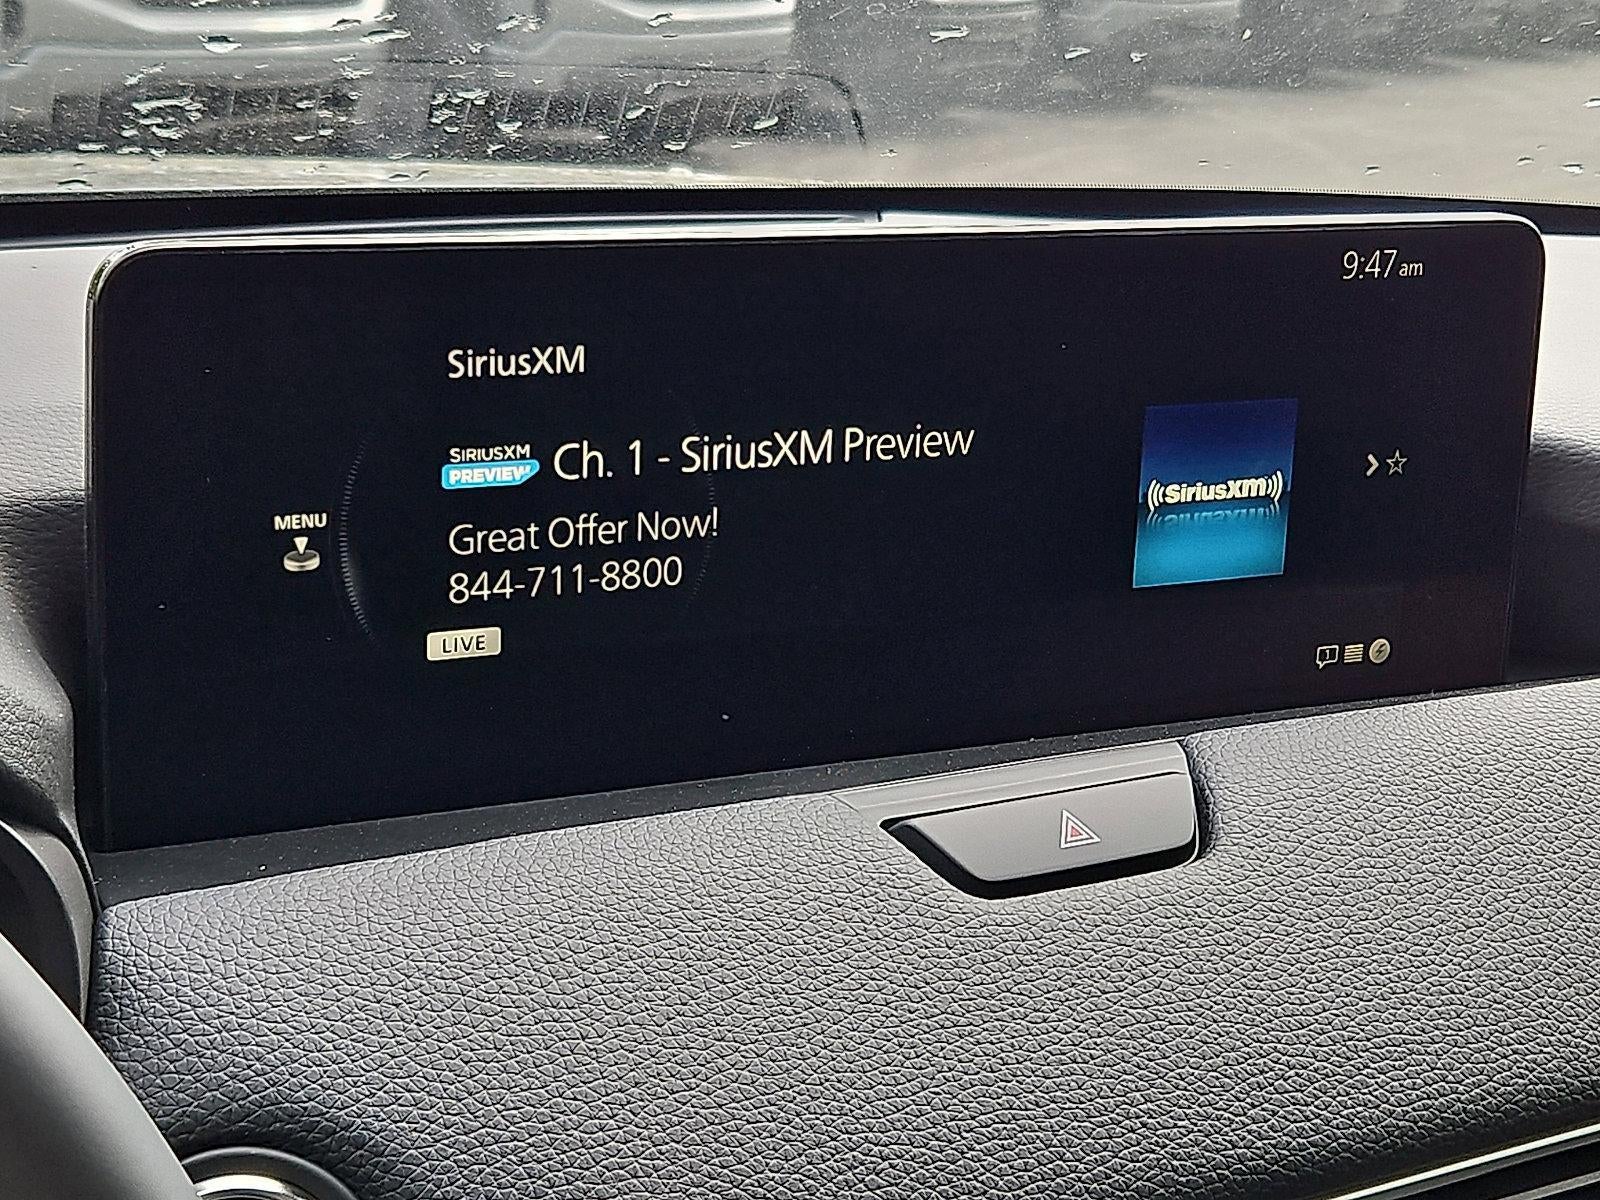 9:47 am
SiriusXM
SIRIUSXM
PREVIEW
Ch. 1 - SiriusXM Preview
((SiriusXM))
MENU
Great Offer Now!
844-711-8800
LIVE
1